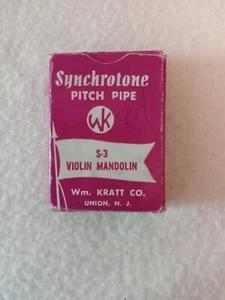 Synchrotone
PITCH PIPE
WK
S-3
VIOLIN MANDOLIN
Wm. KRATT CO.
UNION, N. J.